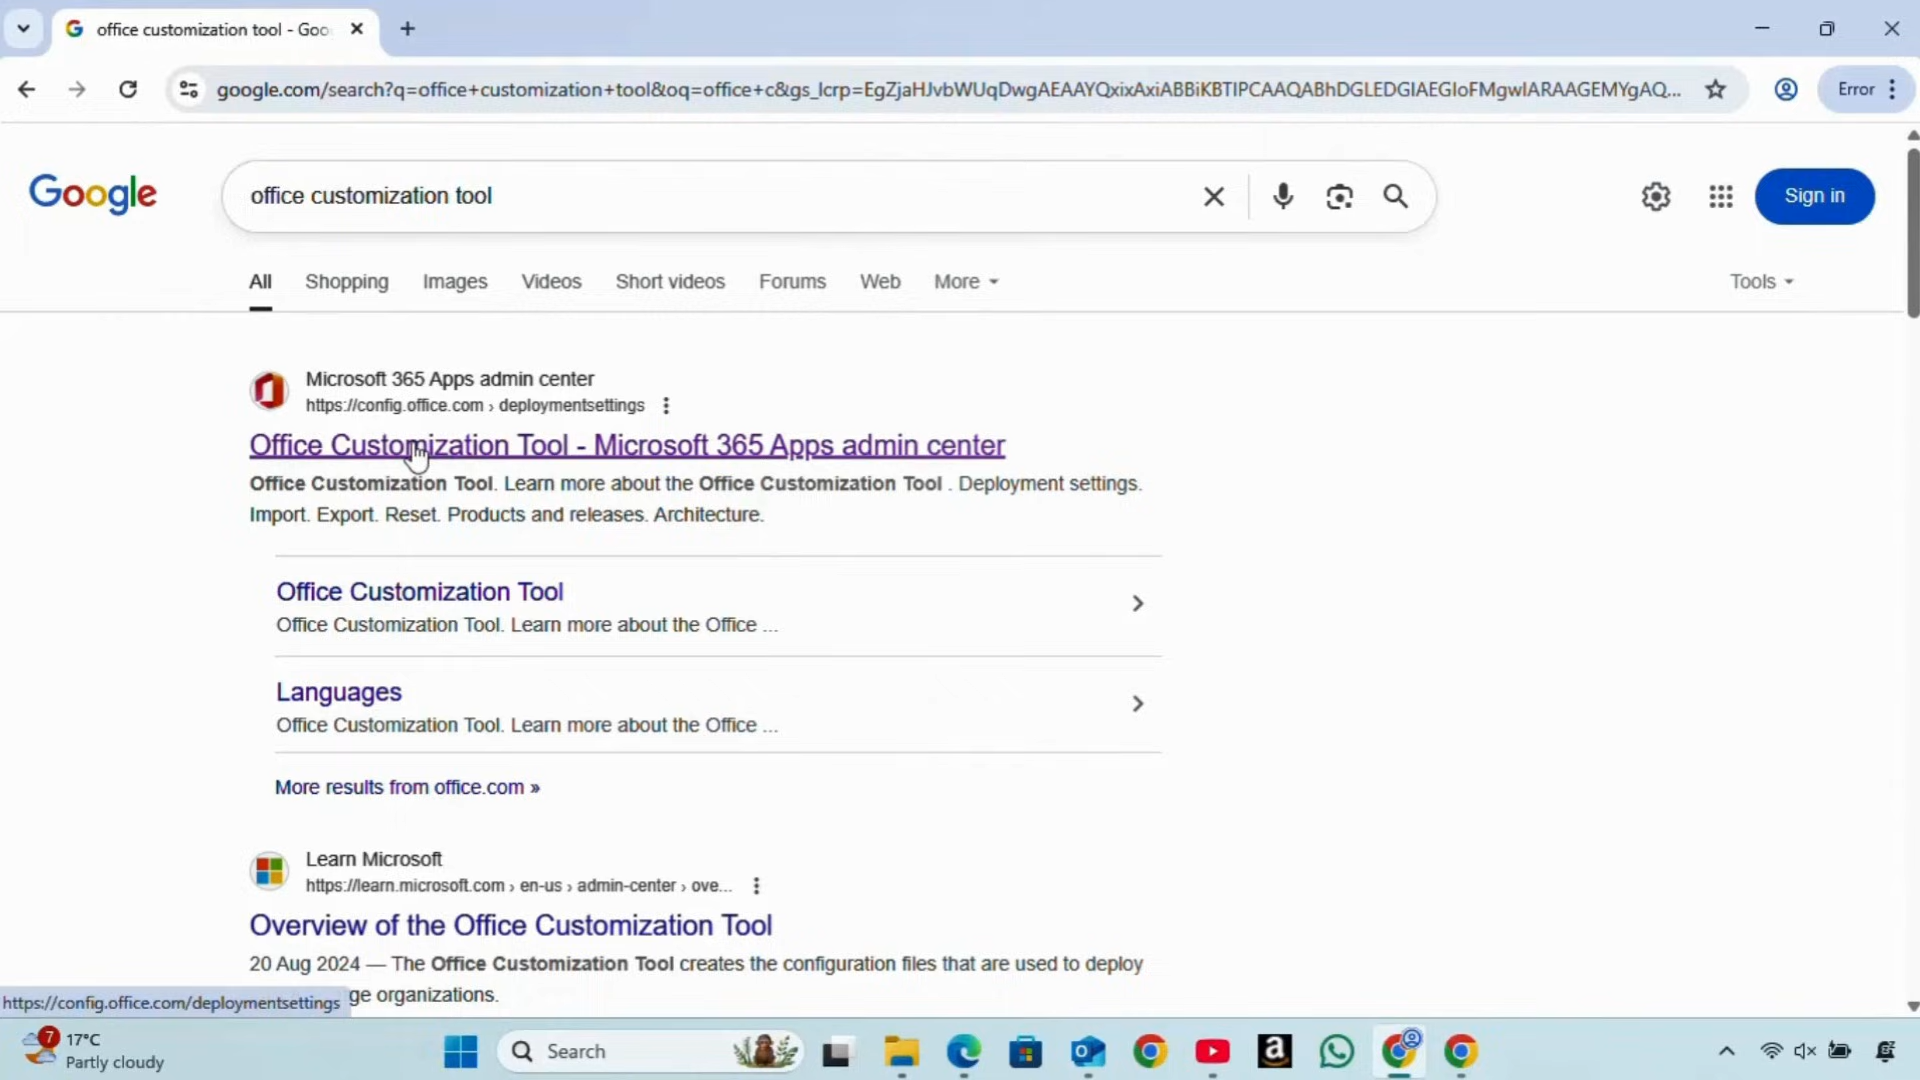 office customization tool - Goo
google.com/search?q=office+customization+tool&oq=office+c&gs_lcrp=EgZjaHJvbWUqDwgAEAAYQxixAxiABBiKBTIPCAAQABhDGLEDGIAEGIoFMgwIARAAGEMYgAQ...
Error
Google
office customization tool
Sign in
All Shopping Images Videos Short videos Forums Web More Tools
Microsoft 365 Apps admin center
https://config.office.com › deploymentsettings
Office Customization Tool - Microsoft 365 Apps admin center
Office Customization Tool. Learn more about the Office Customization Tool . Deployment settings.
Import. Export. Reset. Products and releases. Architecture.
Office Customization Tool
Office Customization Tool. Learn more about the Office ...
Languages
Office Customization Tool. Learn more about the Office ...
More results from office.com »
Learn Microsoft
https://learn.microsoft.com › en-us › admin-center › ove...
Overview of the Office Customization Tool
20 Aug 2024 — The Office Customization Tool creates the configuration files that are used to deploy
ge organizations.
https://config.office.com/deploymentsettings
7
17°C
Partly cloudy
Search
a